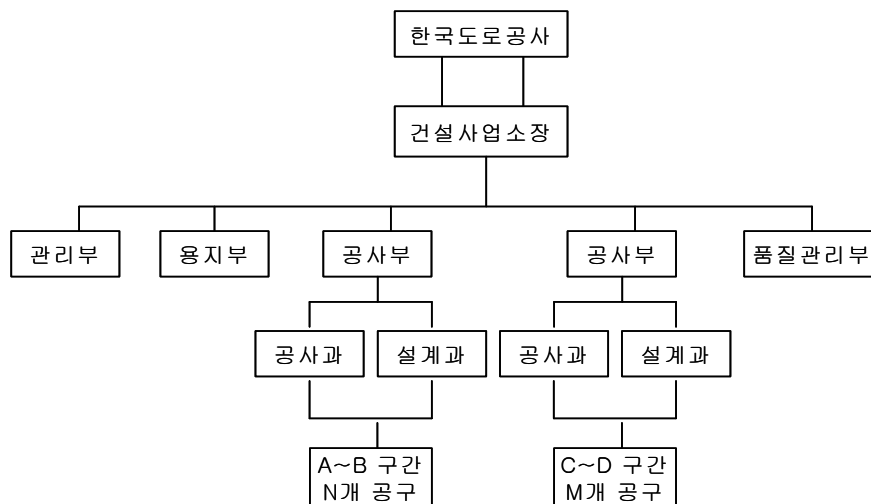 한국도로공사
건설사업소장
관리부
용지부
공사부
공사부
품질관리부
공사과
설계과
공사과
설계과
A~B 구간
N개 공구
C~D 구간
M개 공구